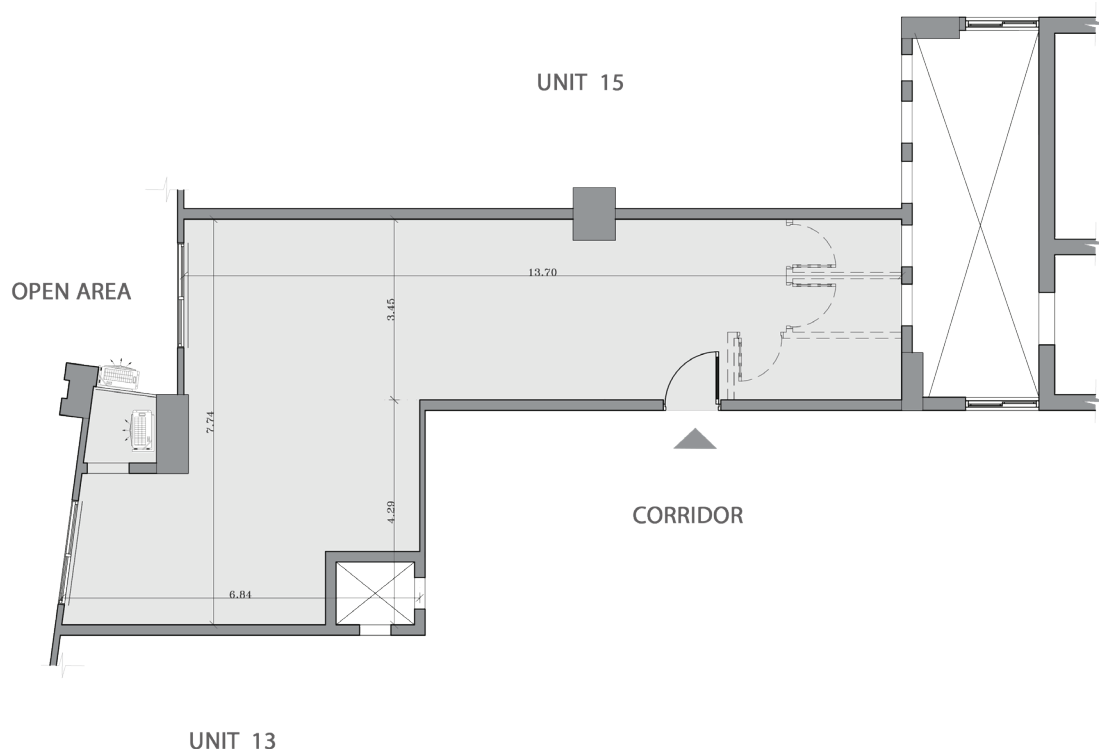 UNIT 15
13.70
OPEN AREA
3.45
7.74
4.29
CORRIDOR
6.84
UNIT 13